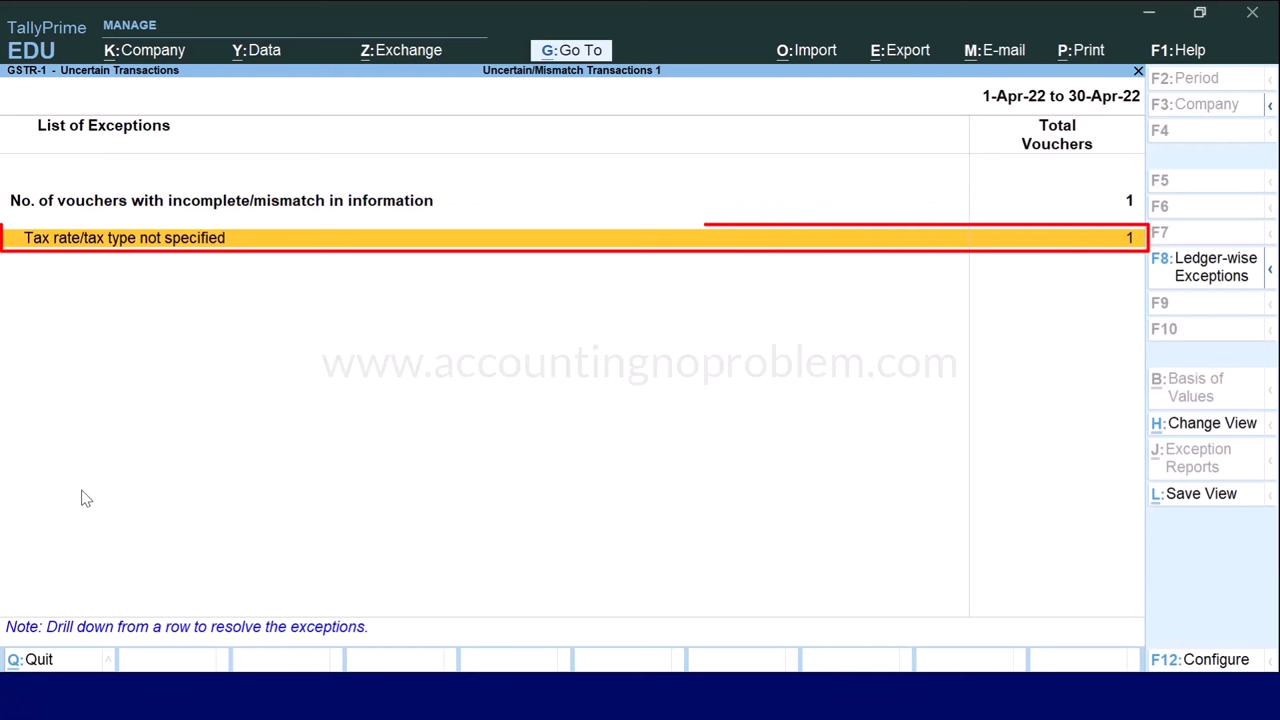 TallyPrime
EDU
MANAGE
K:Company
Y:Data
Z:Exchange
G:Go To
O:Import
E:Export
M:E-mail
P:Print
F1:Help
GSTR-1 - Uncertain Transactions
Uncertain/Mismatch Transactions 1
1-Apr-22 to 30-Apr-22
List of Exceptions
Total
Vouchers
No. of vouchers with incomplete/mismatch in information
1
Tax rate/tax type not specified
1
www.accountingnoproblem.com
Note: Drill down from a row to resolve the exceptions.
Q:Quit
F2:Period
F3:Company
F4
F5
F6
F7
F8:Ledger-wise
Exceptions
F9
F10
B:Basis of
Values
H:Change View
J:Exception
Reports
L:Save View
F12:Configure